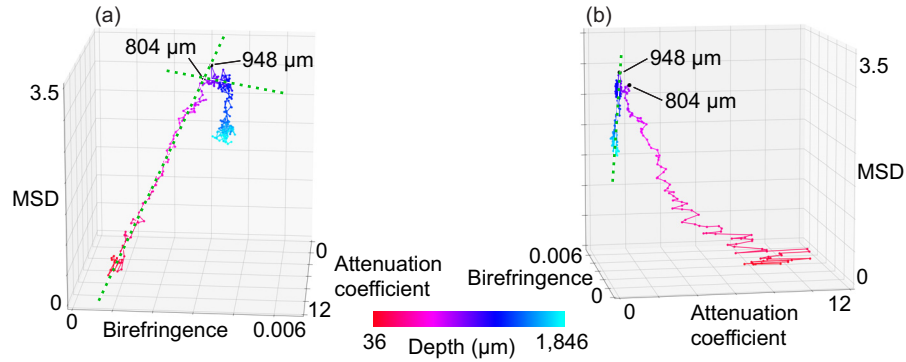 (a)
804 µm
948 µm
3.5
MSD
0
0
Birefringence
0.006
0
Attenuation
coefficient
12
(b)
948 µm
804 µm
3.5
MSD
0
0.006
Birefringence
0
0
Attenuation
coefficient
12
36
Depth (µm)
1,846